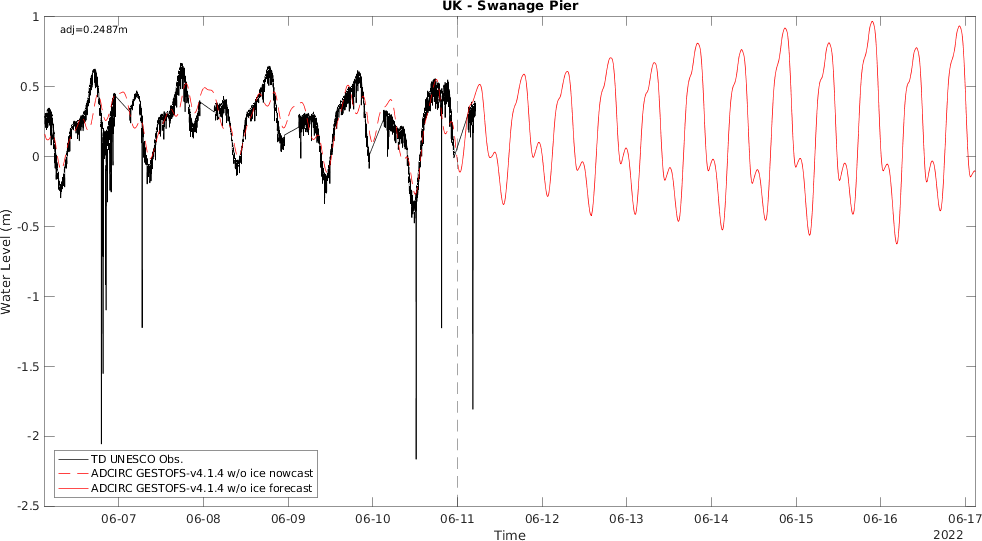 UK - Swanage Pier
adj=0.2487m
1
0.5
0
-0.5
-1
-1.5
-2
-2.5
Water Level (m)
TD UNESCO Obs.
ADCIRC GESTOFS-v4.1.4 w/o ice nowcast
ADCIRC GESTOFS-v4.1.4 w/o ice forecast
06-07 06-08 06-09 06-10 06-11 06-12 06-13 06-14 06-15 06-16 06-17
Time
2022